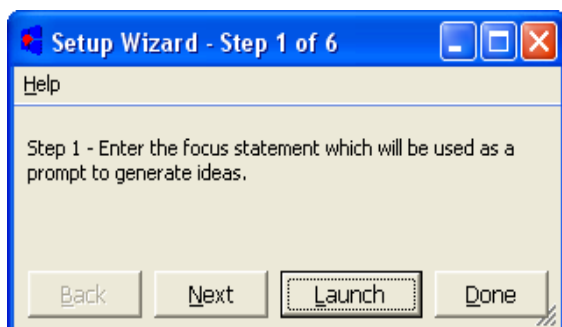 Setup Wizard - Step 1 of 6
Help
Step 1 - Enter the focus statement which will be used as a
prompt to generate ideas.
Back Next Launch Done